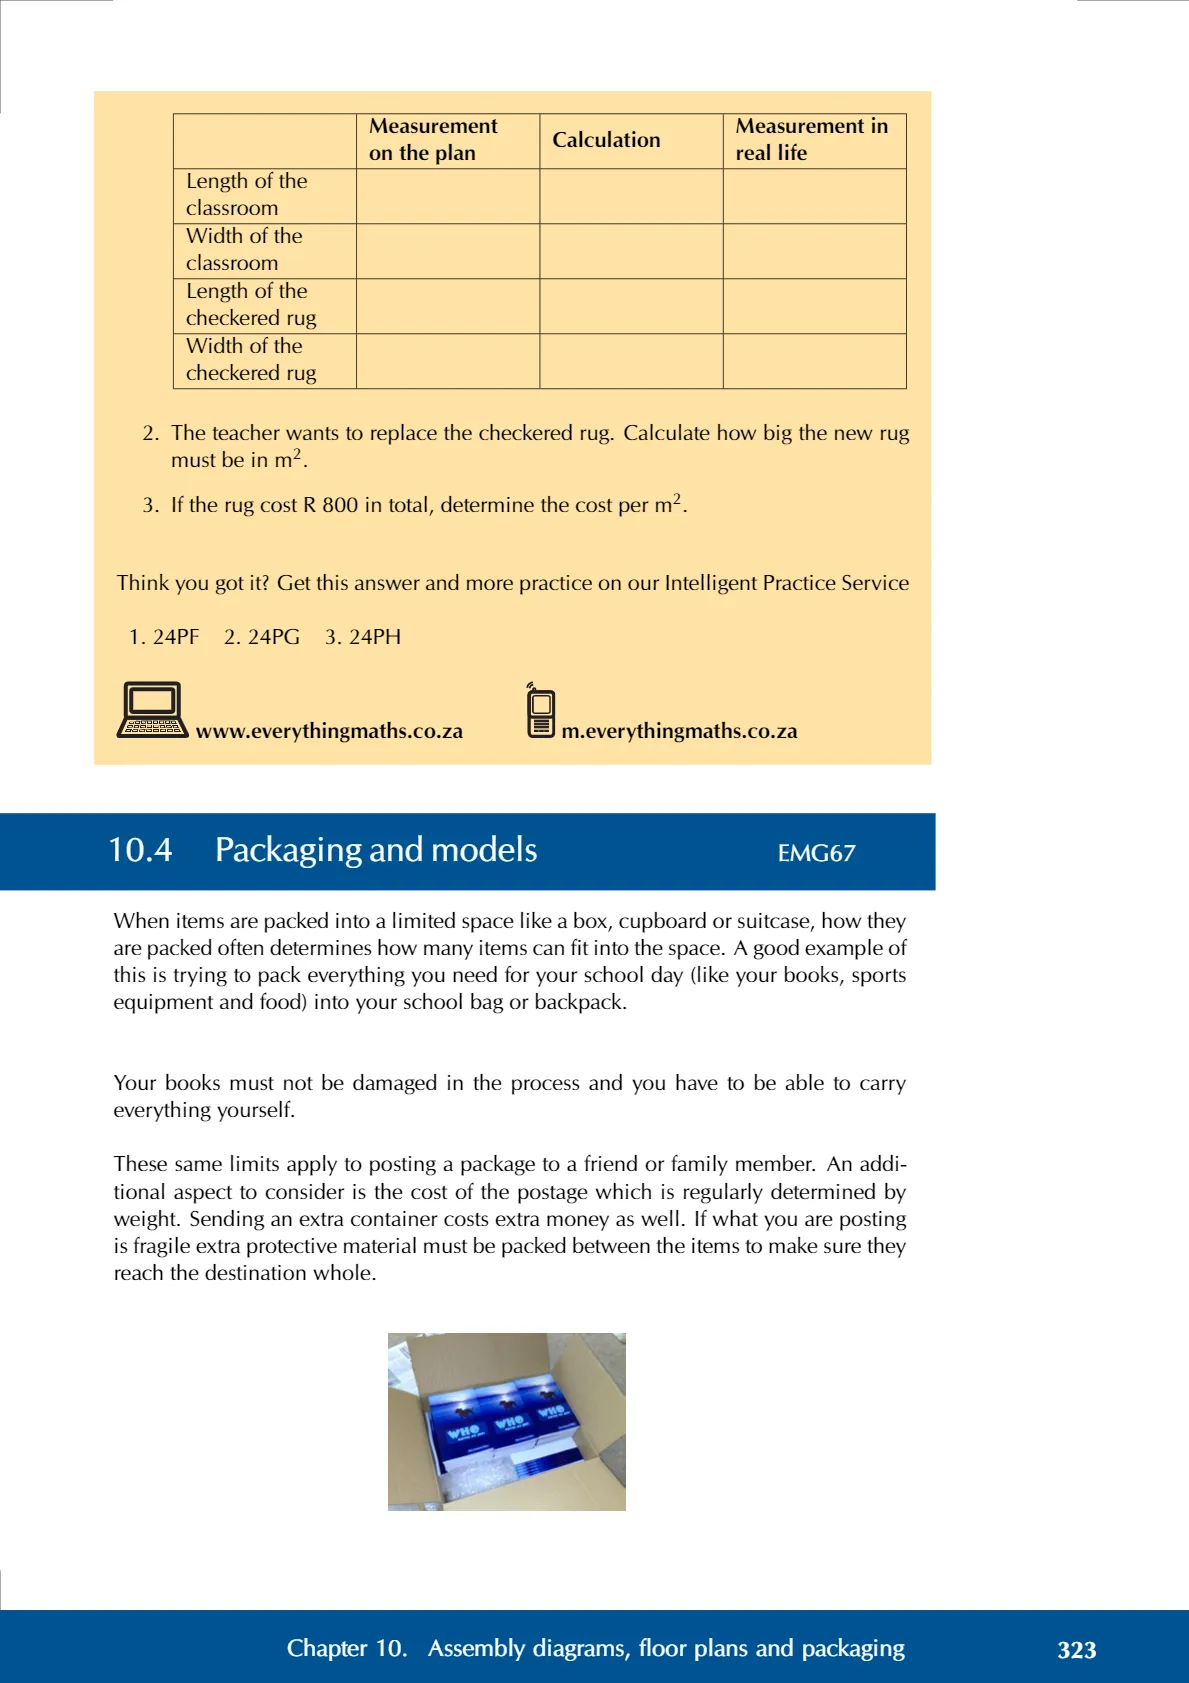 Measurement
on the plan
Calculation
Measurement in
real life
Length of the
classroom
Width of the
classroom
Length of the
checkered rug
Width of the
checkered rug
2. The teacher wants to replace the checkered rug. Calculate how big the new rug
must be in m².
3. If the rug cost R 800 in total, determine the cost per m².
Think you got it? Get this answer and more practice on our Intelligent Practice Service
1. 24PF 2. 24PG 3. 24PH
www.everythingmaths.co.za m.everythingmaths.co.za
10.4 Packaging and models EMG67
When items are packed into a limited space like a box, cupboard or suitcase, how they
are packed often determines how many items can fit into the space. A good example of
this is trying to pack everything you need for your school day (like your books, sports
equipment and food) into your school bag or backpack.
Your books must not be damaged in the process and you have to be able to carry
everything yourself.
These same limits apply to posting a package to a friend or family member. An addi-
tional aspect to consider is the cost of the postage which is regularly determined by
weight. Sending an extra container costs extra money as well. If what you are posting
is fragile extra protective material must be packed between the items to make sure they
reach the destination whole.
WHO WHO WHO
Chapter 10. Assembly diagrams, floor plans and packaging 323